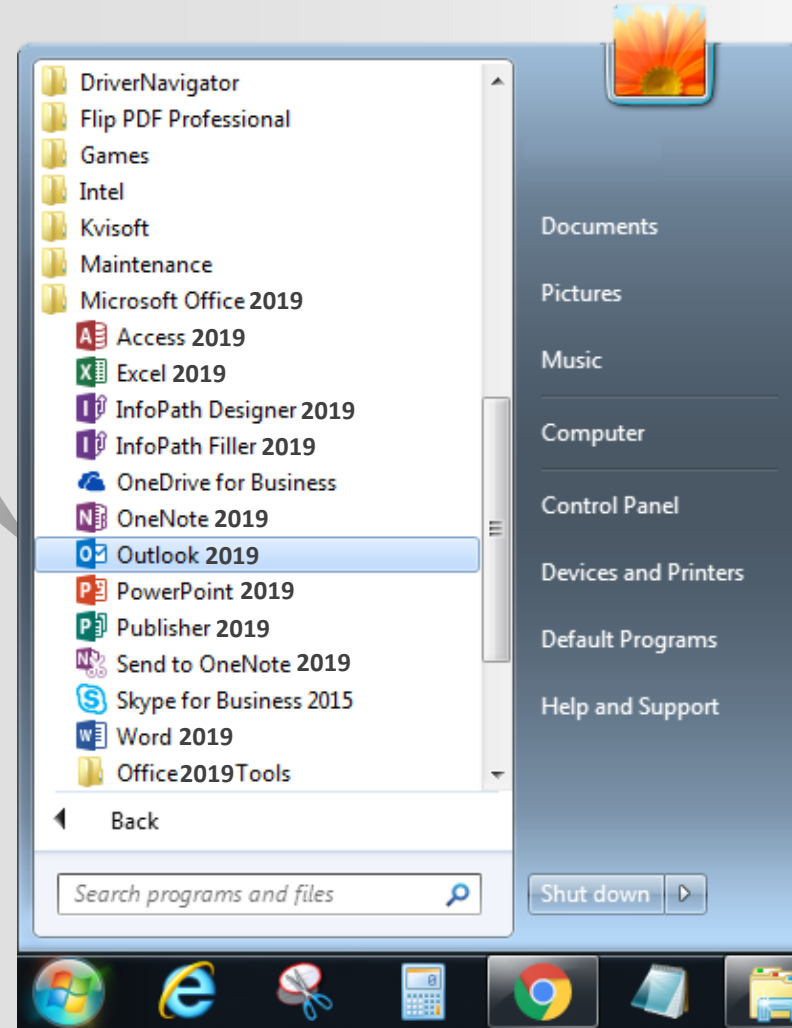 DriverNavigator
Flip PDF Professional
Games
Intel
Kvisoft
Maintenance
Microsoft Office 2019
Access 2019
Excel 2019
InfoPath Designer 2019
InfoPath Filler 2019
OneDrive for Business
OneNote 2019
Outlook 2019
PowerPoint 2019
Publisher 2019
Send to OneNote 2019
Skype for Business 2015
Word 2019
Office 2019 Tools
Back
Search programs and files
Documents
Pictures
Music
Computer
Control Panel
Devices and Printers
Default Programs
Help and Support
Shut down